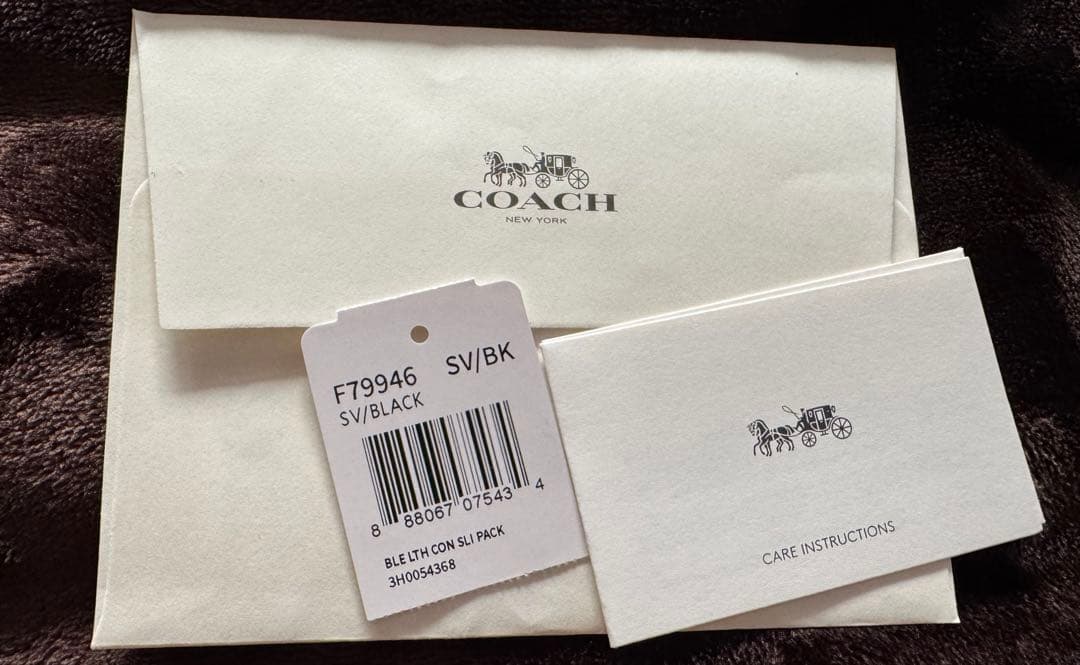 COACH
NEW YORK
F79946 SV/BK
SV/BLACK
8 88067 07543 4
BLE LTH CON SLI PACK
3H0054368
CARE INSTRUCTIONS